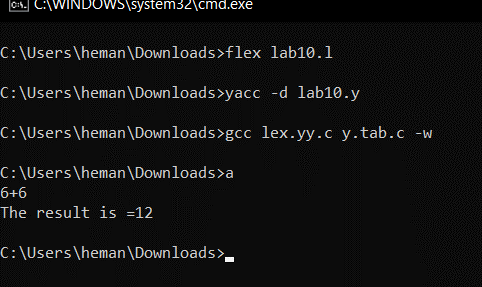 C:\WINDOWS\system32\cmd.exe
C:\Users\heman\Downloads>flex lab10.l
C:\Users\heman\Downloads>yacc -d lab10.y
C:\Users\heman\Downloads>gcc lex.yy.c y.tab.c -w
C:\Users\heman\Downloads>a
6+6
The result is =12
C:\Users\heman\Downloads>